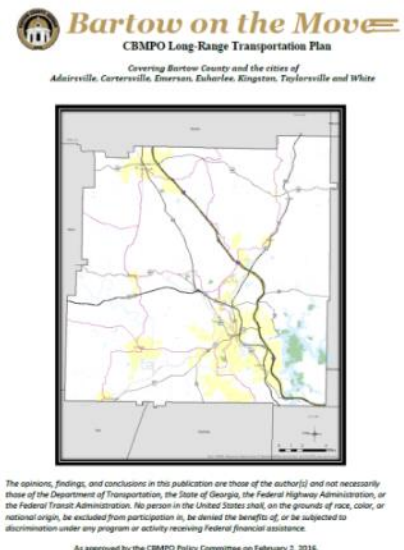 Bartow on the Move
CBMPO Long-Range Transportation Plan
Covering Bartow County and the cities of
Adairsville, Cartersville, Emerson, Euharlee, Kingston, Taylorsville and White
The opinions, findings, and conclusions in this publication are those of the author(s) and not necessarily
those of the Department of Transportation, the State of Georgia, the Federal Highway Administration, or
the Federal Transit Administration. No person in the United States shall, on the grounds of race, color, or
national origin, be excluded from participation in, be denied the benefits of, or be subjected to
discrimination under any program or activity receiving Federal financial assistance.
As approved by the CBMPO Policy Committee on February 2, 2016.